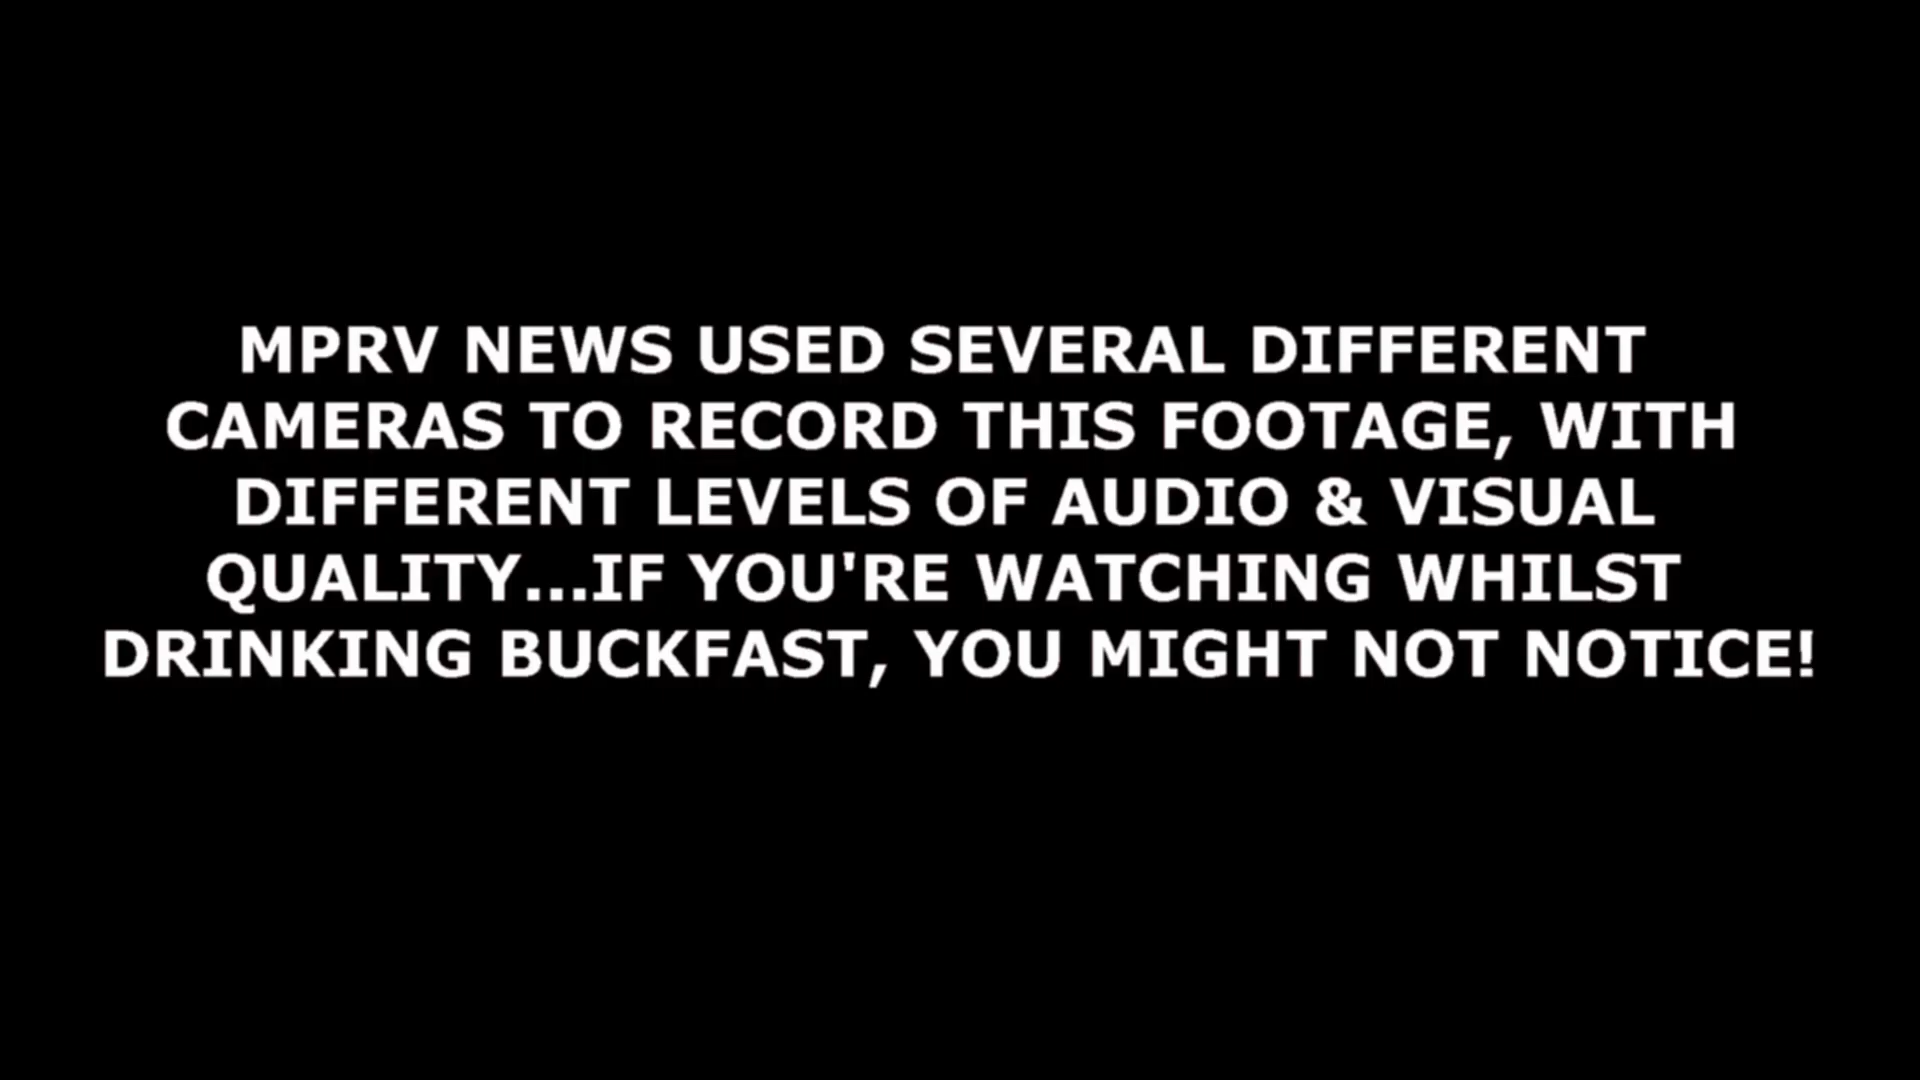 MPRV NEWS USED SEVERAL DIFFERENT
CAMERAS TO RECORD THIS FOOTAGE, WITH
DIFFERENT LEVELS OF AUDIO & VISUAL
QUALITY...IF YOU'RE WATCHING WHILST
DRINKING BUCKFAST, YOU MIGHT NOT NOTICE!